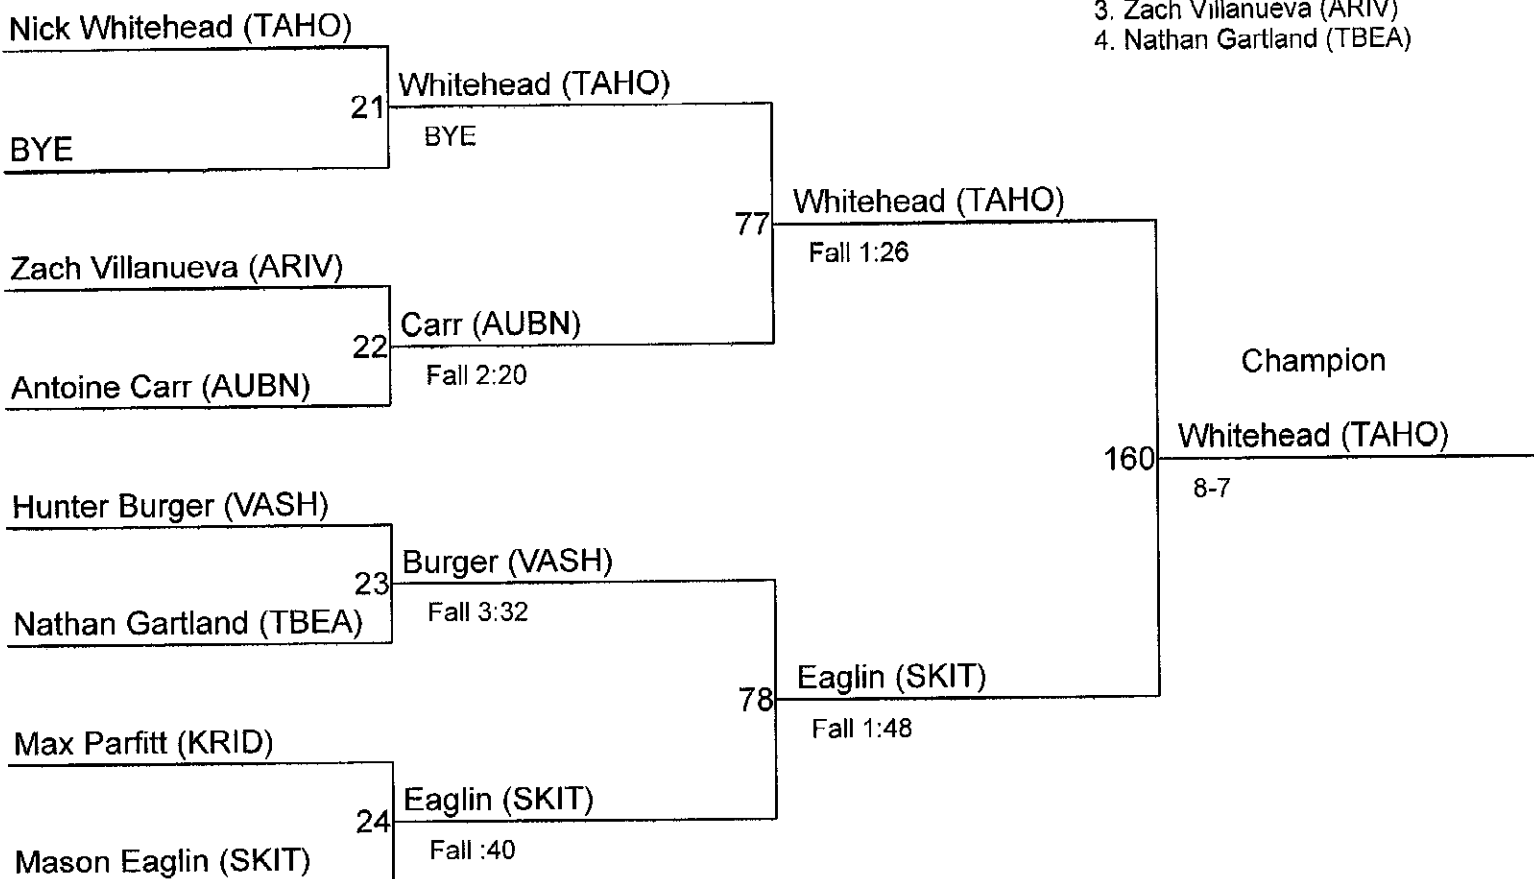 3. Zach Villanueva (ARIV)
4. Nathan Gartland (TBEA)
Nick Whitehead (TAHO)
21
Whitehead (TAHO)
BYE
BYE
77
Whitehead (TAHO)
Fall 1:26
Zach Villanueva (ARIV)
22
Carr (AUBN)
Fall 2:20
Antoine Carr (AUBN)
Champion
160
Whitehead (TAHO)
8-7
Hunter Burger (VASH)
23
Burger (VASH)
Fall 3:32
Nathan Gartland (TBEA)
78
Eaglin (SKIT)
Fall 1:48
Max Parfitt (KRID)
24
Eaglin (SKIT)
Fall :40
Mason Eaglin (SKIT)